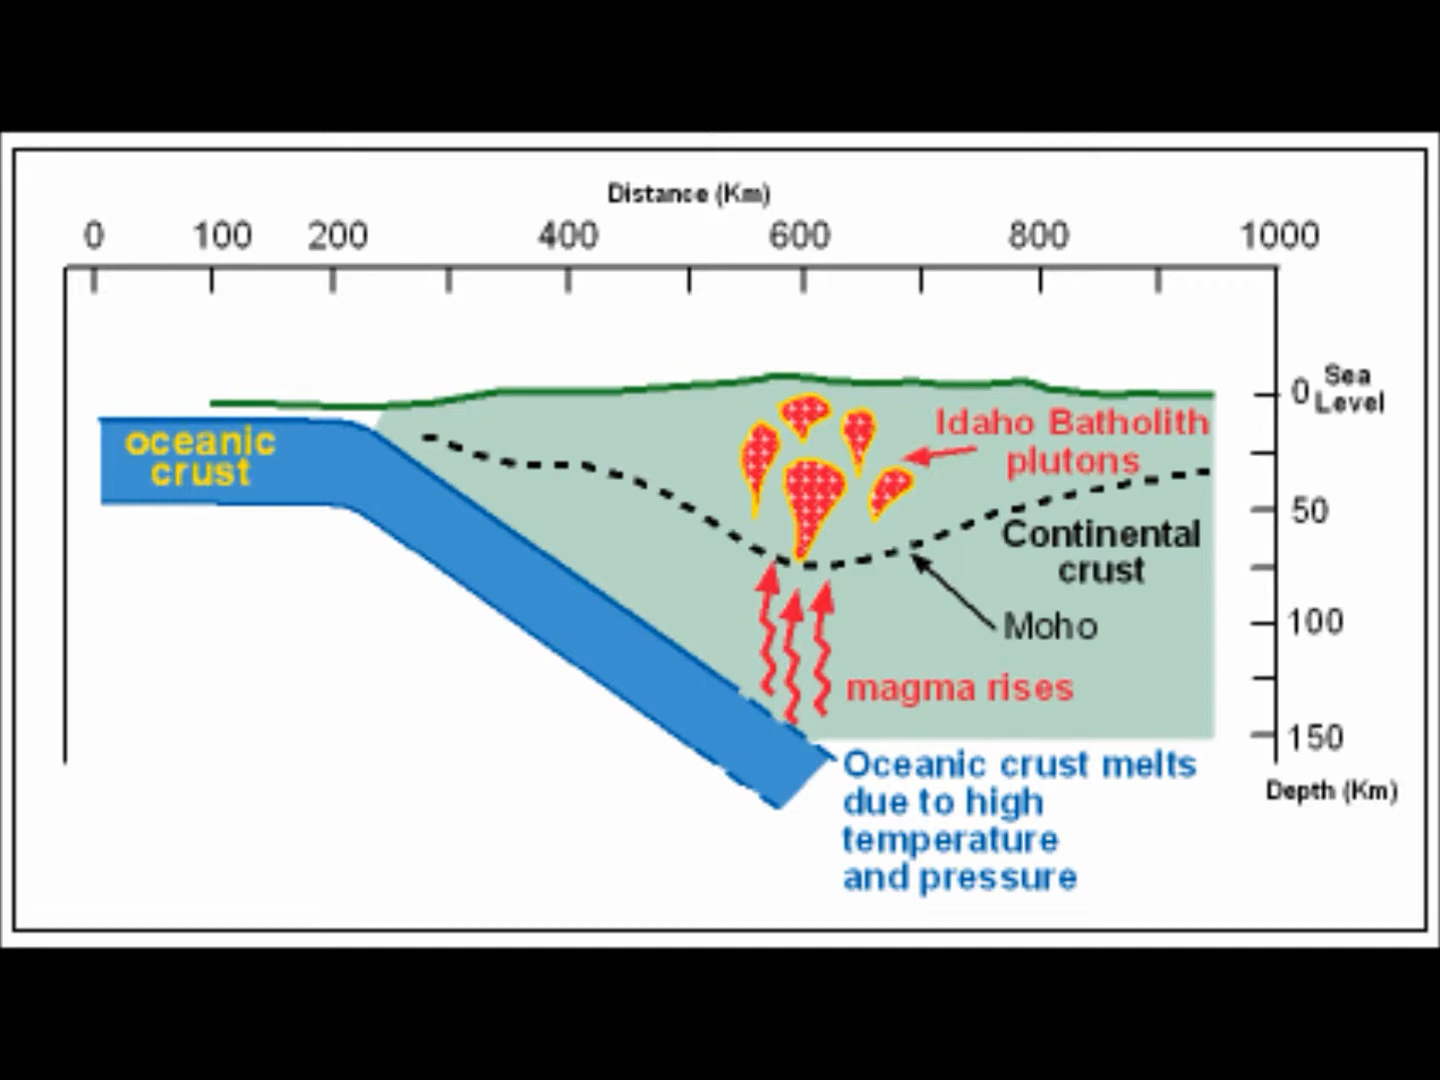 Distance (Km)
0 100 200 400 600 800 1000
0 Sea
Level
oceanic
crust
Idaho Batholith
plutons
50
Continental
crust
100
Moho
magma rises
150
Oceanic crust melts
due to high
temperature
and pressure
Depth (Km)